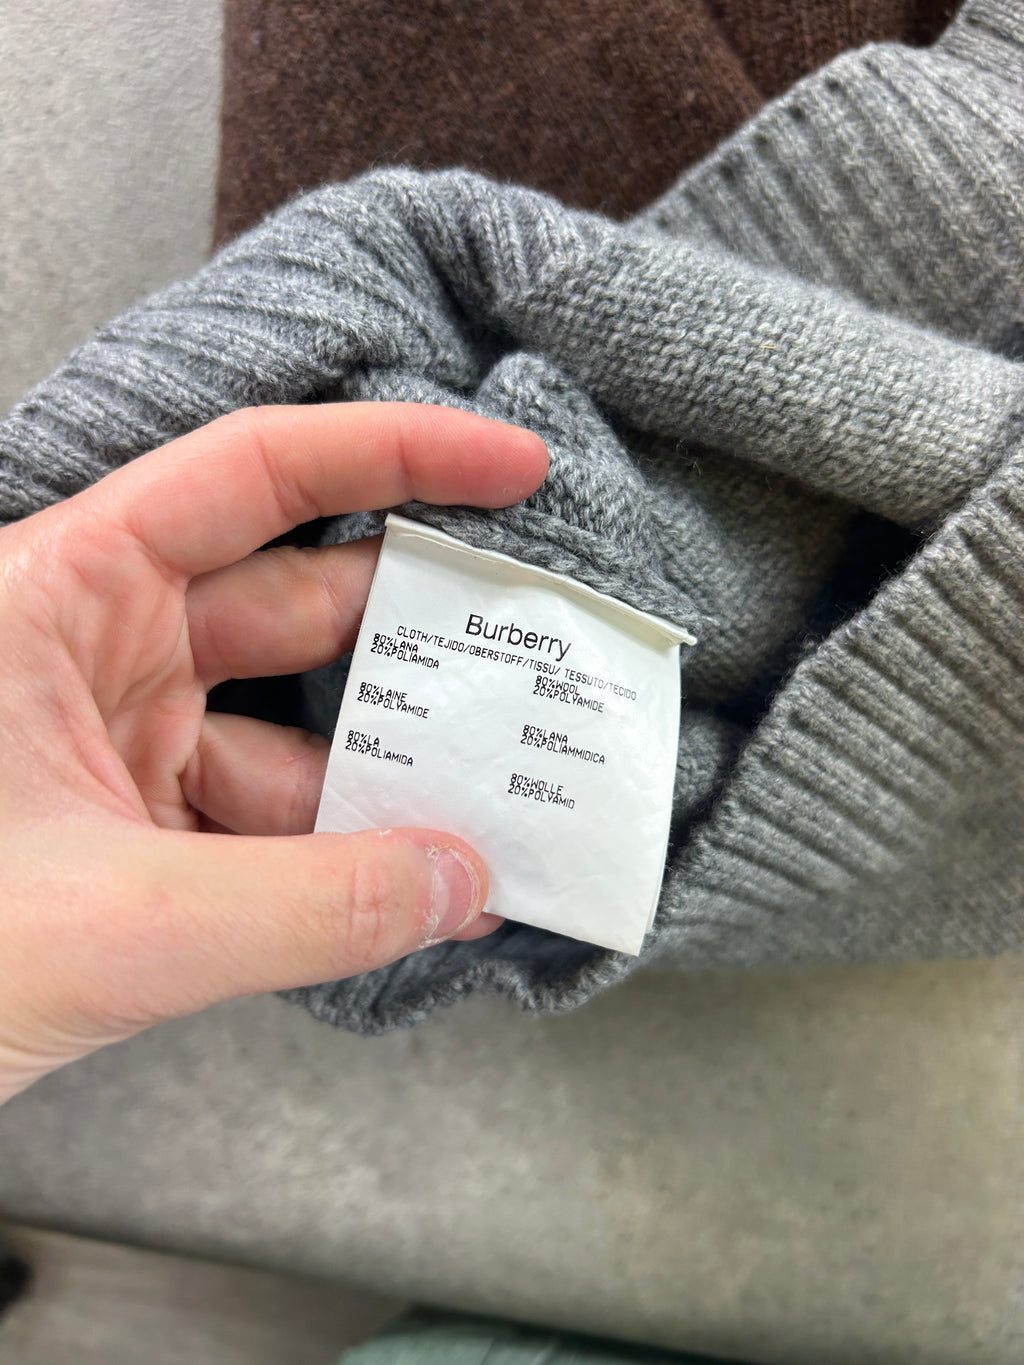 Burberry
CLOTH/TEJIDO/OBERSTOFF/TISSU/ TESSUTO/TECIDO
80%LANA
20%POLIAMIDA
80%WOOL
20%POLYAMIDE
80%LAINE
20%POLYAMIDE
80%LANA
20%POLIAMMIDICA
80%LA
20%POLIAMIDA
80%WOLLE
20%POLYAMID